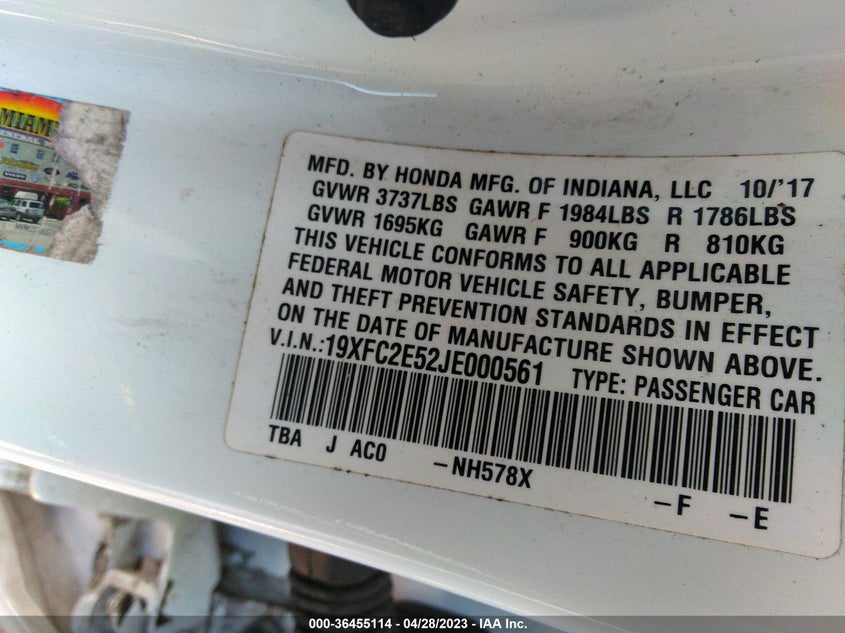 MIAMI
MFD. BY HONDA MFG. OF INDIANA, LLC 10/'17
GVWR 3737LBS GAWR F 1984LBS R 1786LBS
GVWR 1695KG GAWR F 900KG R 810KG
THIS VEHICLE CONFORMS TO ALL APPLICABLE
FEDERAL MOTOR VEHICLE SAFETY, BUMPER,
AND THEFT PREVENTION STANDARDS IN EFFECT
ON THE DATE OF MANUFACTURE SHOWN ABOVE.
V.I.N.:19XFC2E52JE000561 TYPE: PASSENGER CAR
TBA J AC0 -NH578X -F -E
000-36455114 - 04/28/2023 - IAA Inc.